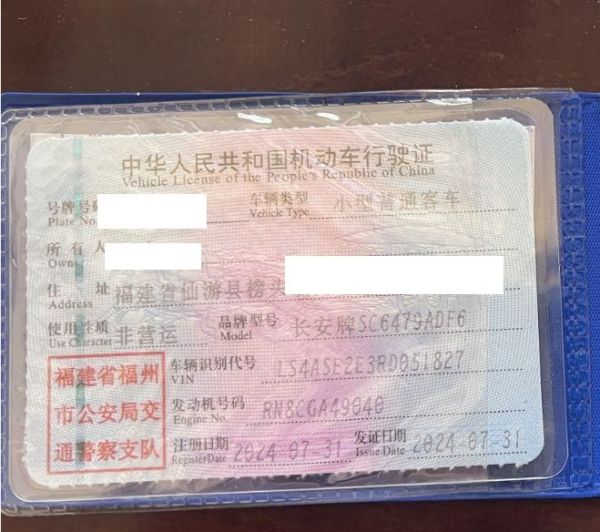 中华人民共和国机动车行驶证
Vehicle License of the People's Republic of China
号牌号码 车辆类型 小型普通客车
Plate No. Vehicle Type
所有人
Owner
住址 福建省仙游县榜头
Address
使用性质 非营运 品牌型号 长安牌SC6479ADF6
Use Character Model
福建省福州
市公安局交
通警察支队
车辆识别代号 LS4ASE2E3RD051827
VIN
发动机号码 RN8CGA49040
Engine No.
注册日期 2024-07-31 发证日期 2024-07-31
Register Date Issue Date